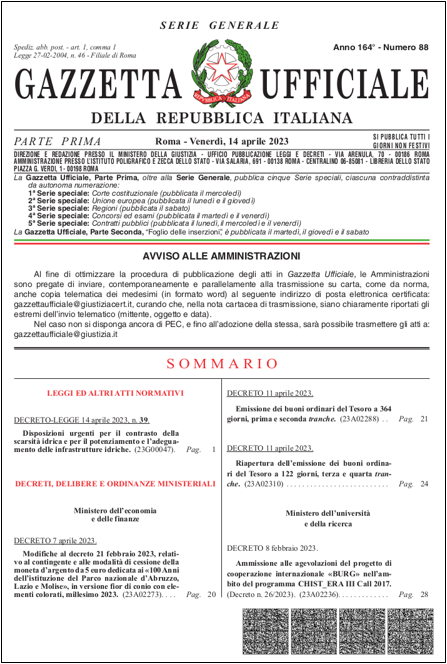 SERIE GENERALE
Spediz. abb. post. - art. 1, comma 1
Legge 27-02-2004, n. 46 - Filiale di Roma
Anno 164° - Numero 88
GAZZETTA UFFICIALE
DELLA REPUBBLICA ITALIANA
PARTE PRIMA
Roma - Venerdì, 14 aprile 2023
SI PUBBLICA TUTTI I
GIORNI NON FESTIVI
DIREZIONE E REDAZIONE PRESSO IL MINISTERO DELLA GIUSTIZIA - UFFICIO PUBBLICAZIONE LEGGI E DECRETI - VIA ARENULA, 70 - 00186 ROMA
AMMINISTRAZIONE PRESSO L'ISTITUTO POLIGRAFICO E ZECCA DELLO STATO - VIA SALARIA, 691 - 00138 ROMA - CENTRALINO 06-85081 - LIBRERIA DELLO STATO
PIAZZA G. VERDI, 1 - 00198 ROMA
La Gazzetta Ufficiale, Parte Prima, oltre alla Serie Generale, pubblica cinque Serie speciali, ciascuna contraddistinta
da autonoma numerazione:
1ª Serie speciale: Corte costituzionale (pubblicata il mercoledì)
2ª Serie speciale: Unione europea (pubblicata il lunedì e il giovedì)
3ª Serie speciale: Regioni (pubblicata il sabato)
4ª Serie speciale: Concorsi ed esami (pubblicata il martedì e il venerdì)
5ª Serie speciale: Contratti pubblici (pubblicata il lunedì, il mercoledì e il venerdì)
La Gazzetta Ufficiale, Parte Seconda, "Foglio delle inserzioni", è pubblicata il martedì, il giovedì e il sabato
AVVISO ALLE AMMINISTRAZIONI
Al fine di ottimizzare la procedura di pubblicazione degli atti in Gazzetta Ufficiale, le Amministrazioni
sono pregate di inviare, contemporaneamente e parallelamente alla trasmissione su carta, come da norma,
anche copia telematica dei medesimi (in formato word) al seguente indirizzo di posta elettronica certificata:
gazzettaufficiale@giustiziacert.it, curando che, nella nota cartacea di trasmissione, siano chiaramente riportati gli
estremi dell'invio telematico (mittente, oggetto e data).
Nel caso non si disponga ancora di PEC, e fino all'adozione della stessa, sarà possibile trasmettere gli atti a:
gazzettaufficiale@giustizia.it
SOMMARIO
LEGGI ED ALTRI ATTI NORMATIVI
DECRETO-LEGGE 14 aprile 2023, n. 39.
Disposizioni urgenti per il contrasto della
scarsità idrica e per il potenziamento e l'adegua-
mento delle infrastrutture idriche. (23G00047). Pag. 1
DECRETI, DELIBERE E ORDINANZE MINISTERIALI
Ministero dell'economia
e delle finanze
DECRETO 7 aprile 2023.
Modifiche al decreto 21 febbraio 2023, relati-
vo al contingente e alle modalità di cessione della
moneta d'argento da 5 euro dedicata ai «100 Anni
dell'istituzione del Parco nazionale d'Abruzzo,
Lazio e Molise», in versione fior di conio con ele-
menti colorati, millesimo 2023. (23A02273). . . . Pag. 20
DECRETO 11 aprile 2023.
Emissione dei buoni ordinari del Tesoro a 364
giorni, prima e seconda tranche. (23A02288) . . Pag. 21
DECRETO 11 aprile 2023.
Riapertura dell'emissione dei buoni ordina-
ri del Tesoro a 122 giorni, terza e quarta tran-
che. (23A02310) . . . . . . . . . . . . . . . . . . . . . . . . . Pag. 24
Ministero dell'università
e della ricerca
DECRETO 8 febbraio 2023.
Ammissione alle agevolazioni del progetto di
cooperazione internazionale «BURG» nell'am-
bito del programma CHIST_ERA III Call 2017.
(Decreto n. 26/2023). (23A02236). . . . . . . . . . . . Pag. 28